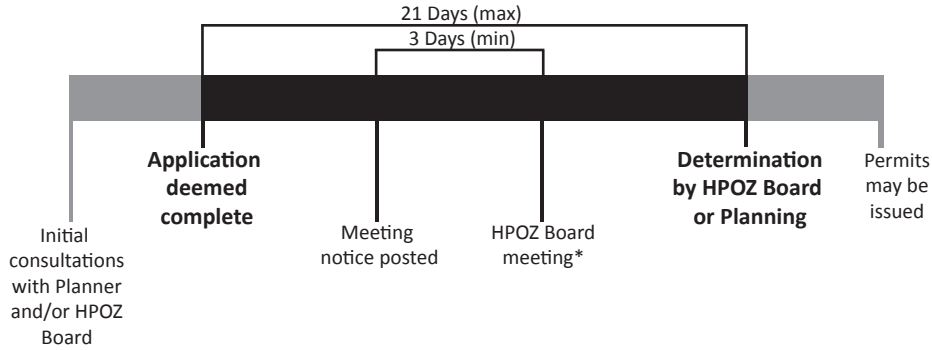 21 Days (max)
3 Days (min)
Application
deemed
complete
Determination
by HPOZ Board
or Planning
Permits
may be
issued
Initial
consultations
with Planner
and/or HPOZ
Board
Meeting
notice posted
HPOZ Board
meeting*